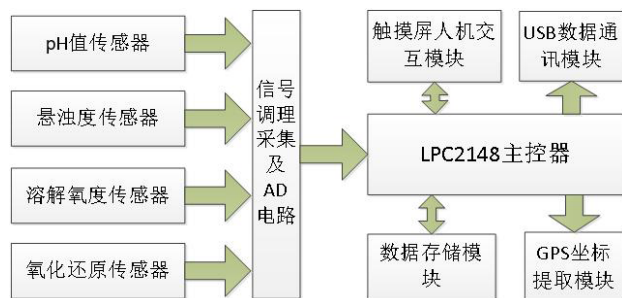 pH值传感器
悬浊度传感器
溶解氧度传感器
氧化还原传感器
信号
调理
采集
及
AD
电路
触摸屏人机交
互模块
USB数据通
讯模块
LPC2148主控器
数据存储模
块
GPS坐标
提取模块